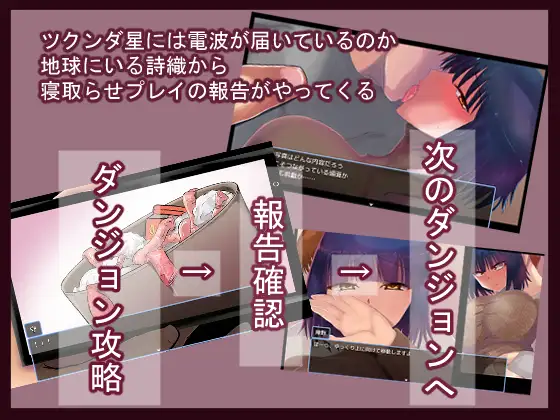 ツクンダ星には電波が届いているのか
地球にいる詩織から
寝取らせプレイの報告がやってくる
ダンジョン攻略
→
報告確認
→
次のダンジョンへ